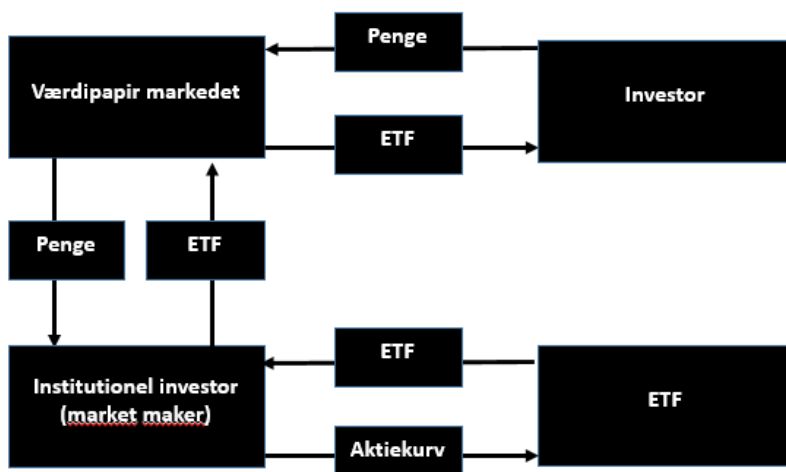 Penge
Værdipapir markedet
Investor
ETF
Penge
ETF
ETF
Institutionel investor
(market maker)
ETF
Aktiekurv